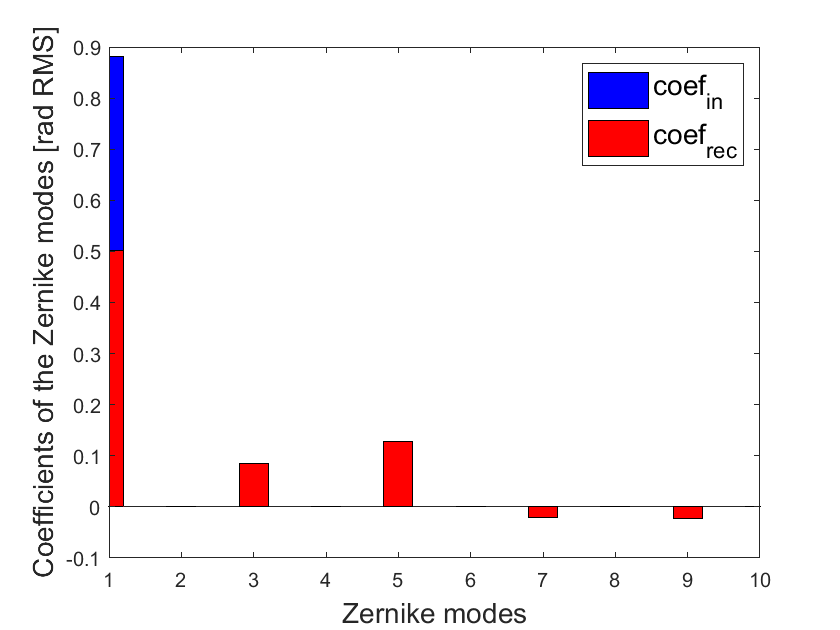 Coefficients of the Zernike modes [rad RMS]
0.9
0.8
0.7
0.6
0.5
0.4
0.3
0.2
0.1
0
-0.1
coef_in
coef_rec
1 2 3 4 5 6 7 8 9 10
Zernike modes